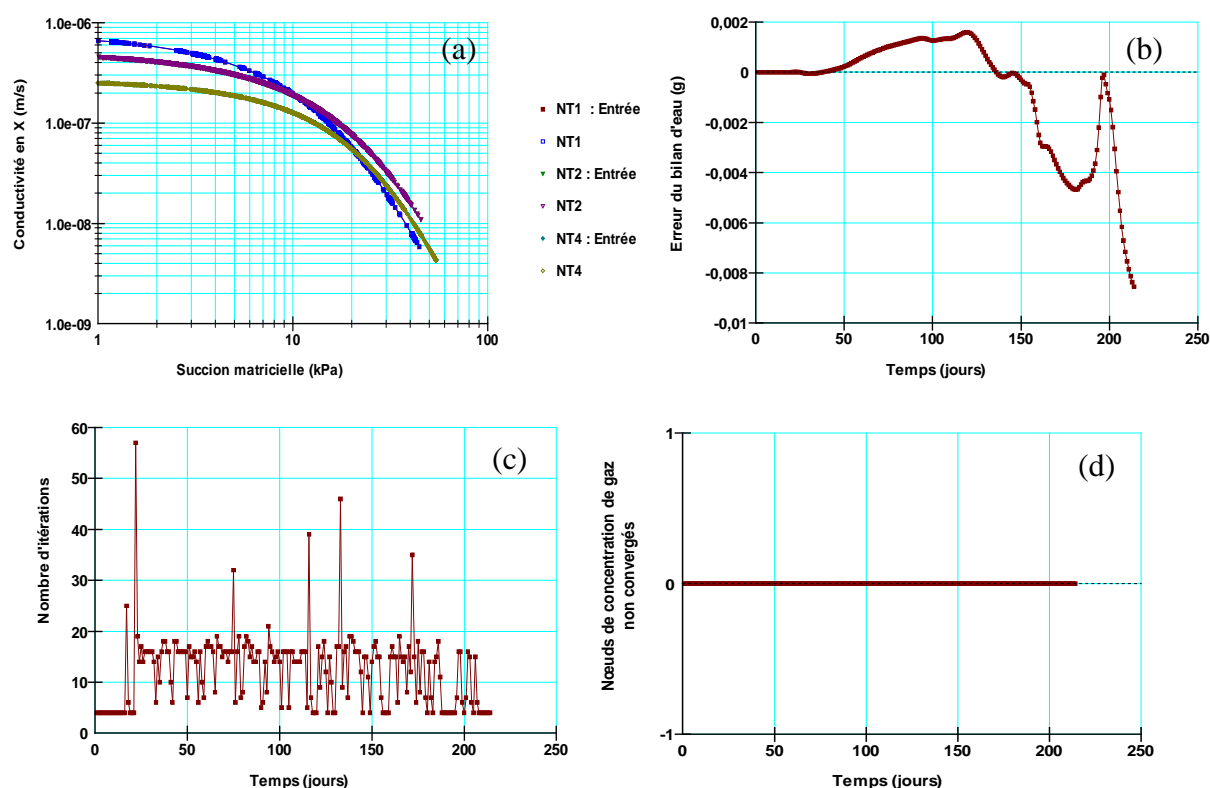 1.0e-06
1.0e-07
1.0e-08
1.0e-09
1
10
100
Conductivité en X (m/s)
Succion matricielle (kPa)
(a)
NT1 : Entrée
NT1
NT2 : Entrée
NT2
NT4 : Entrée
NT4
0,002
0
-0,002
-0,004
-0,006
-0,008
-0,01
0
50
100
150
200
250
Erreur du bilan d'eau (g)
Temps (jours)
(b)
60
50
40
30
20
10
0
0
50
100
150
200
250
Nombre d'itérations
Temps (jours)
(c)
1
0
-1
0
50
100
150
200
250
Nœuds de concentration de gaz
non convergés
Temps (jours)
(d)